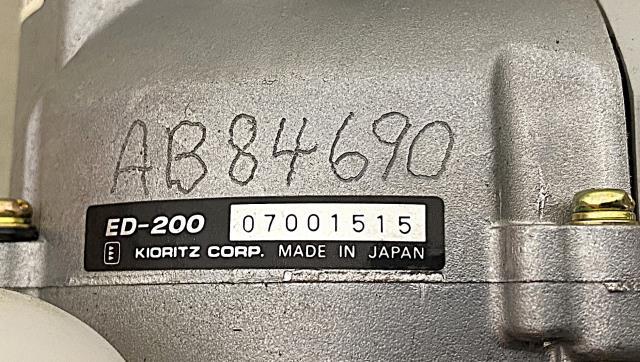 AB84690
ED-200 07001515
KIORITZ CORP. MADE IN JAPAN